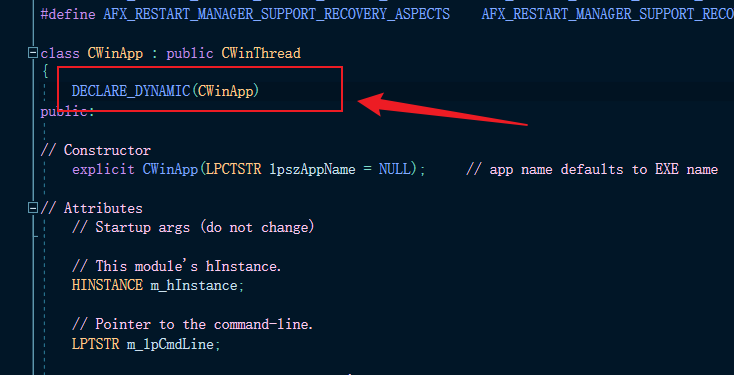 #define AFX_RESTART_MANAGER_SUPPORT_RECOVERY_ASPECTS    AFX_RESTART_MANAGER_SUPPORT_RECO
class CWinApp : public CWinThread
{
DECLARE_DYNAMIC(CWinApp)
public:
// Constructor
explicit CWinApp(LPCTSTR lpszAppName = NULL);    // app name defaults to EXE name
// Attributes
// Startup args (do not change)
// This module's hInstance.
HINSTANCE m_hInstance;
// Pointer to the command-line.
LPTSTR m_lpCmdLine;